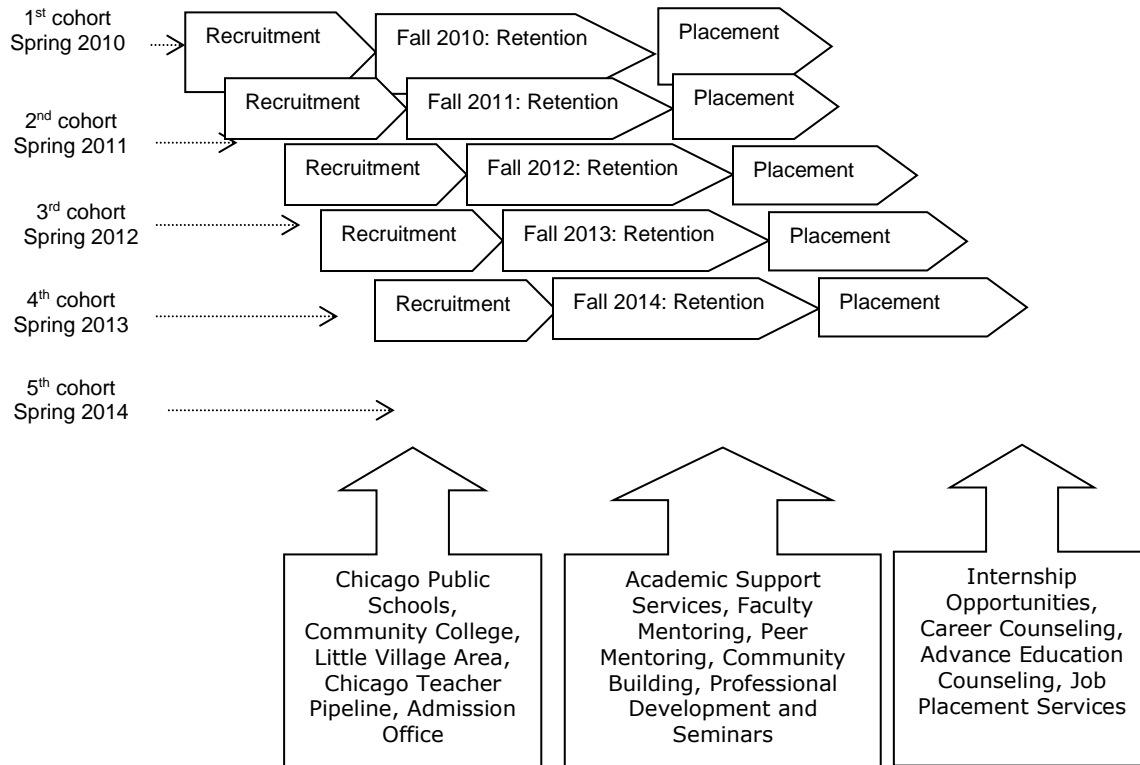 1st cohort
Spring 2010
Recruitment
Fall 2010: Retention
Placement
Recruitment
Fall 2011: Retention
Placement
2nd cohort
Spring 2011
Recruitment
Fall 2012: Retention
Placement
3rd cohort
Spring 2012
Recruitment
Fall 2013: Retention
Placement
4th cohort
Spring 2013
Recruitment
Fall 2014: Retention
Placement
5th cohort
Spring 2014
Chicago Public
Schools,
Community College,
Little Village Area,
Chicago Teacher
Pipeline, Admission
Office
Academic Support
Services, Faculty
Mentoring, Peer
Mentoring, Community
Building, Professional
Development and
Seminars
Internship
Opportunities,
Career Counseling,
Advance Education
Counseling, Job
Placement Services